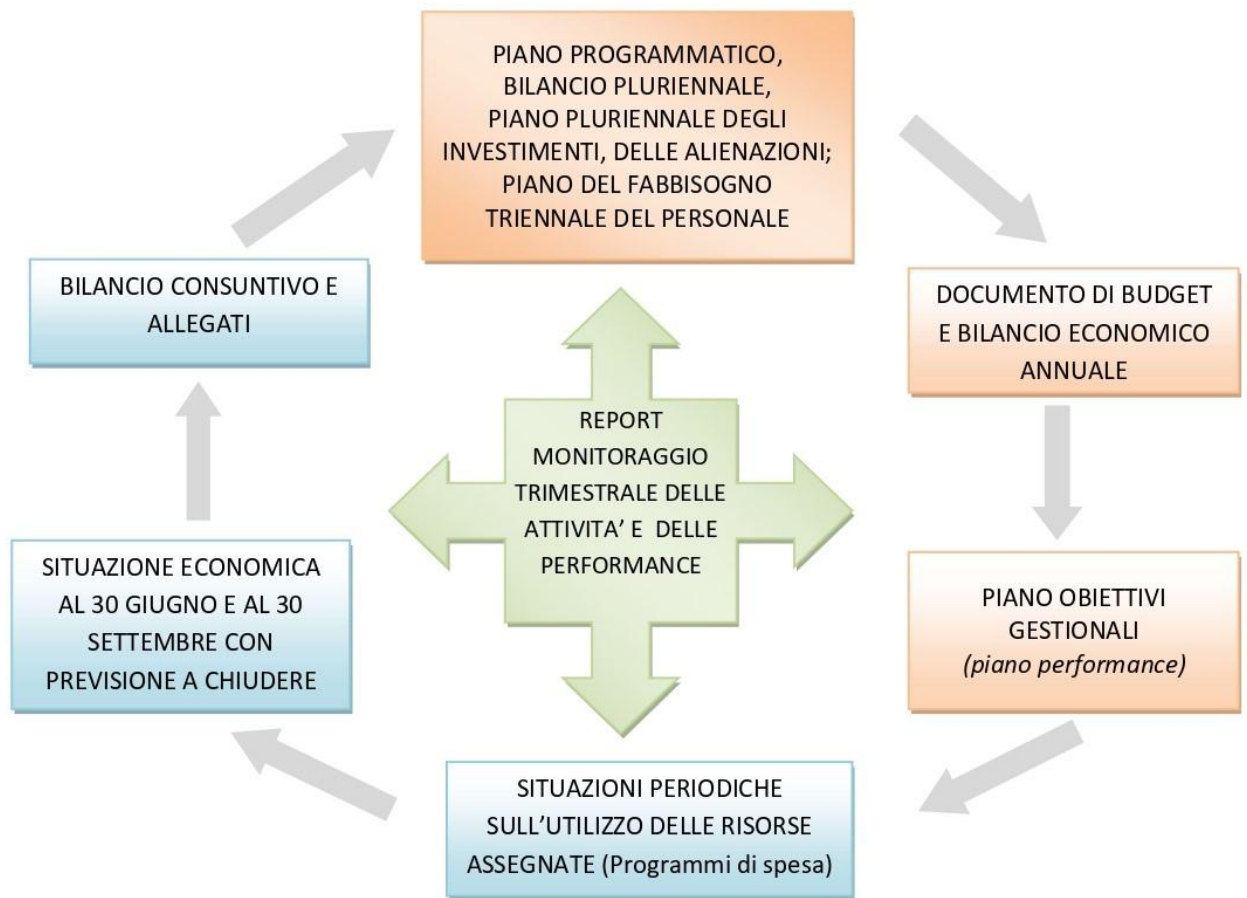 PIANO PROGRAMMATICO,
BILANCIO PLURIENNALE,
PIANO PLURIENNALE DEGLI
INVESTIMENTI, DELLE ALIENAZIONI;
PIANO DEL FABBISOGNO
TRIENNALE DEL PERSONALE
DOCUMENTO DI BUDGET
E BILANCIO ECONOMICO
ANNUALE
PIANO OBIETTIVI
GESTIONALI
(piano performance)
SITUAZIONI PERIODICHE
SULL’UTILIZZO DELLE RISORSE
ASSEGNATE (Programmi di spesa)
SITUAZIONE ECONOMICA
AL 30 GIUGNO E AL 30
SETTEMBRE CON
PREVISIONE A CHIUDERE
BILANCIO CONSUNTIVO E
ALLEGATI
REPORT
MONITORAGGIO
TRIMESTRALE DELLE
ATTIVITA’ E DELLE
PERFORMANCE